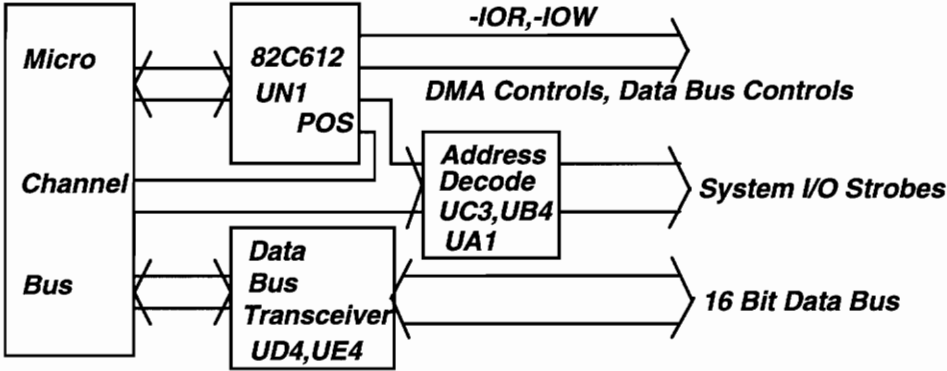 -IOR,-IOW
Micro
82C612
UN1
POS
DMA Controls, Data Bus Controls
Channel
Address
Decode
UC3,UB4
UA1
System I/O Strobes
Bus
Data
Bus
Transceiver
UD4,UE4
16 Bit Data Bus